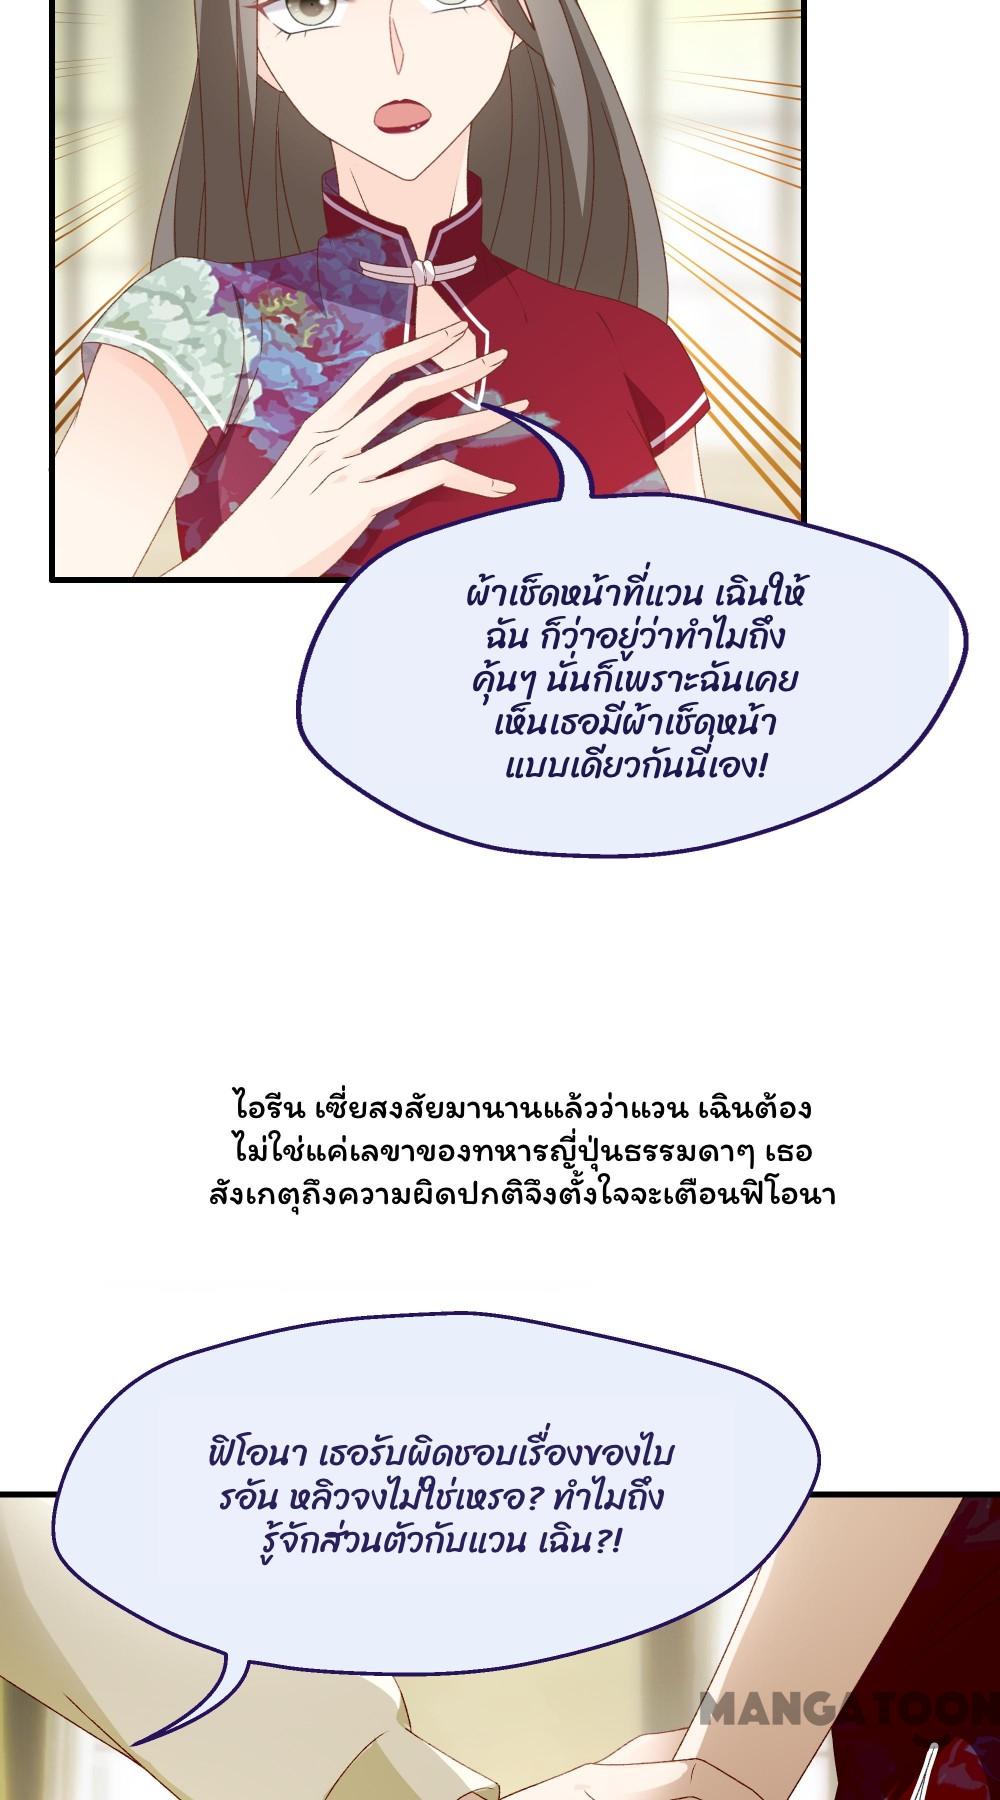 ผ้าเช็ดหน้าที่แวน เฉินให้
ฉัน ก็ว่าอยู่ว่าทำไมถึง
คุ้นๆ นั่นก็เพราะฉันเคย
เห็นเธอมีผ้าเช็ดหน้า
แบบเดียวกันนี่เอง!
ไอรีน เซี่ยสงสัยมานานแล้วว่าแวน เฉินต้อง
ไม่ใช่แค่เลขาของทหารญี่ปุ่นธรรมดาๆ เธอ
สังเกตุถึงความผิดปกติจึงตั้งใจจะเตือนฟิโอนา
ฟิโอนา เธอรับผิดชอบเรื่องของไบ
รอัน หลิวจงไม่ใช่เหรอ? ทำไมถึง
รู้จักส่วนตัวกับแวน เฉิน?!
MANGATOON